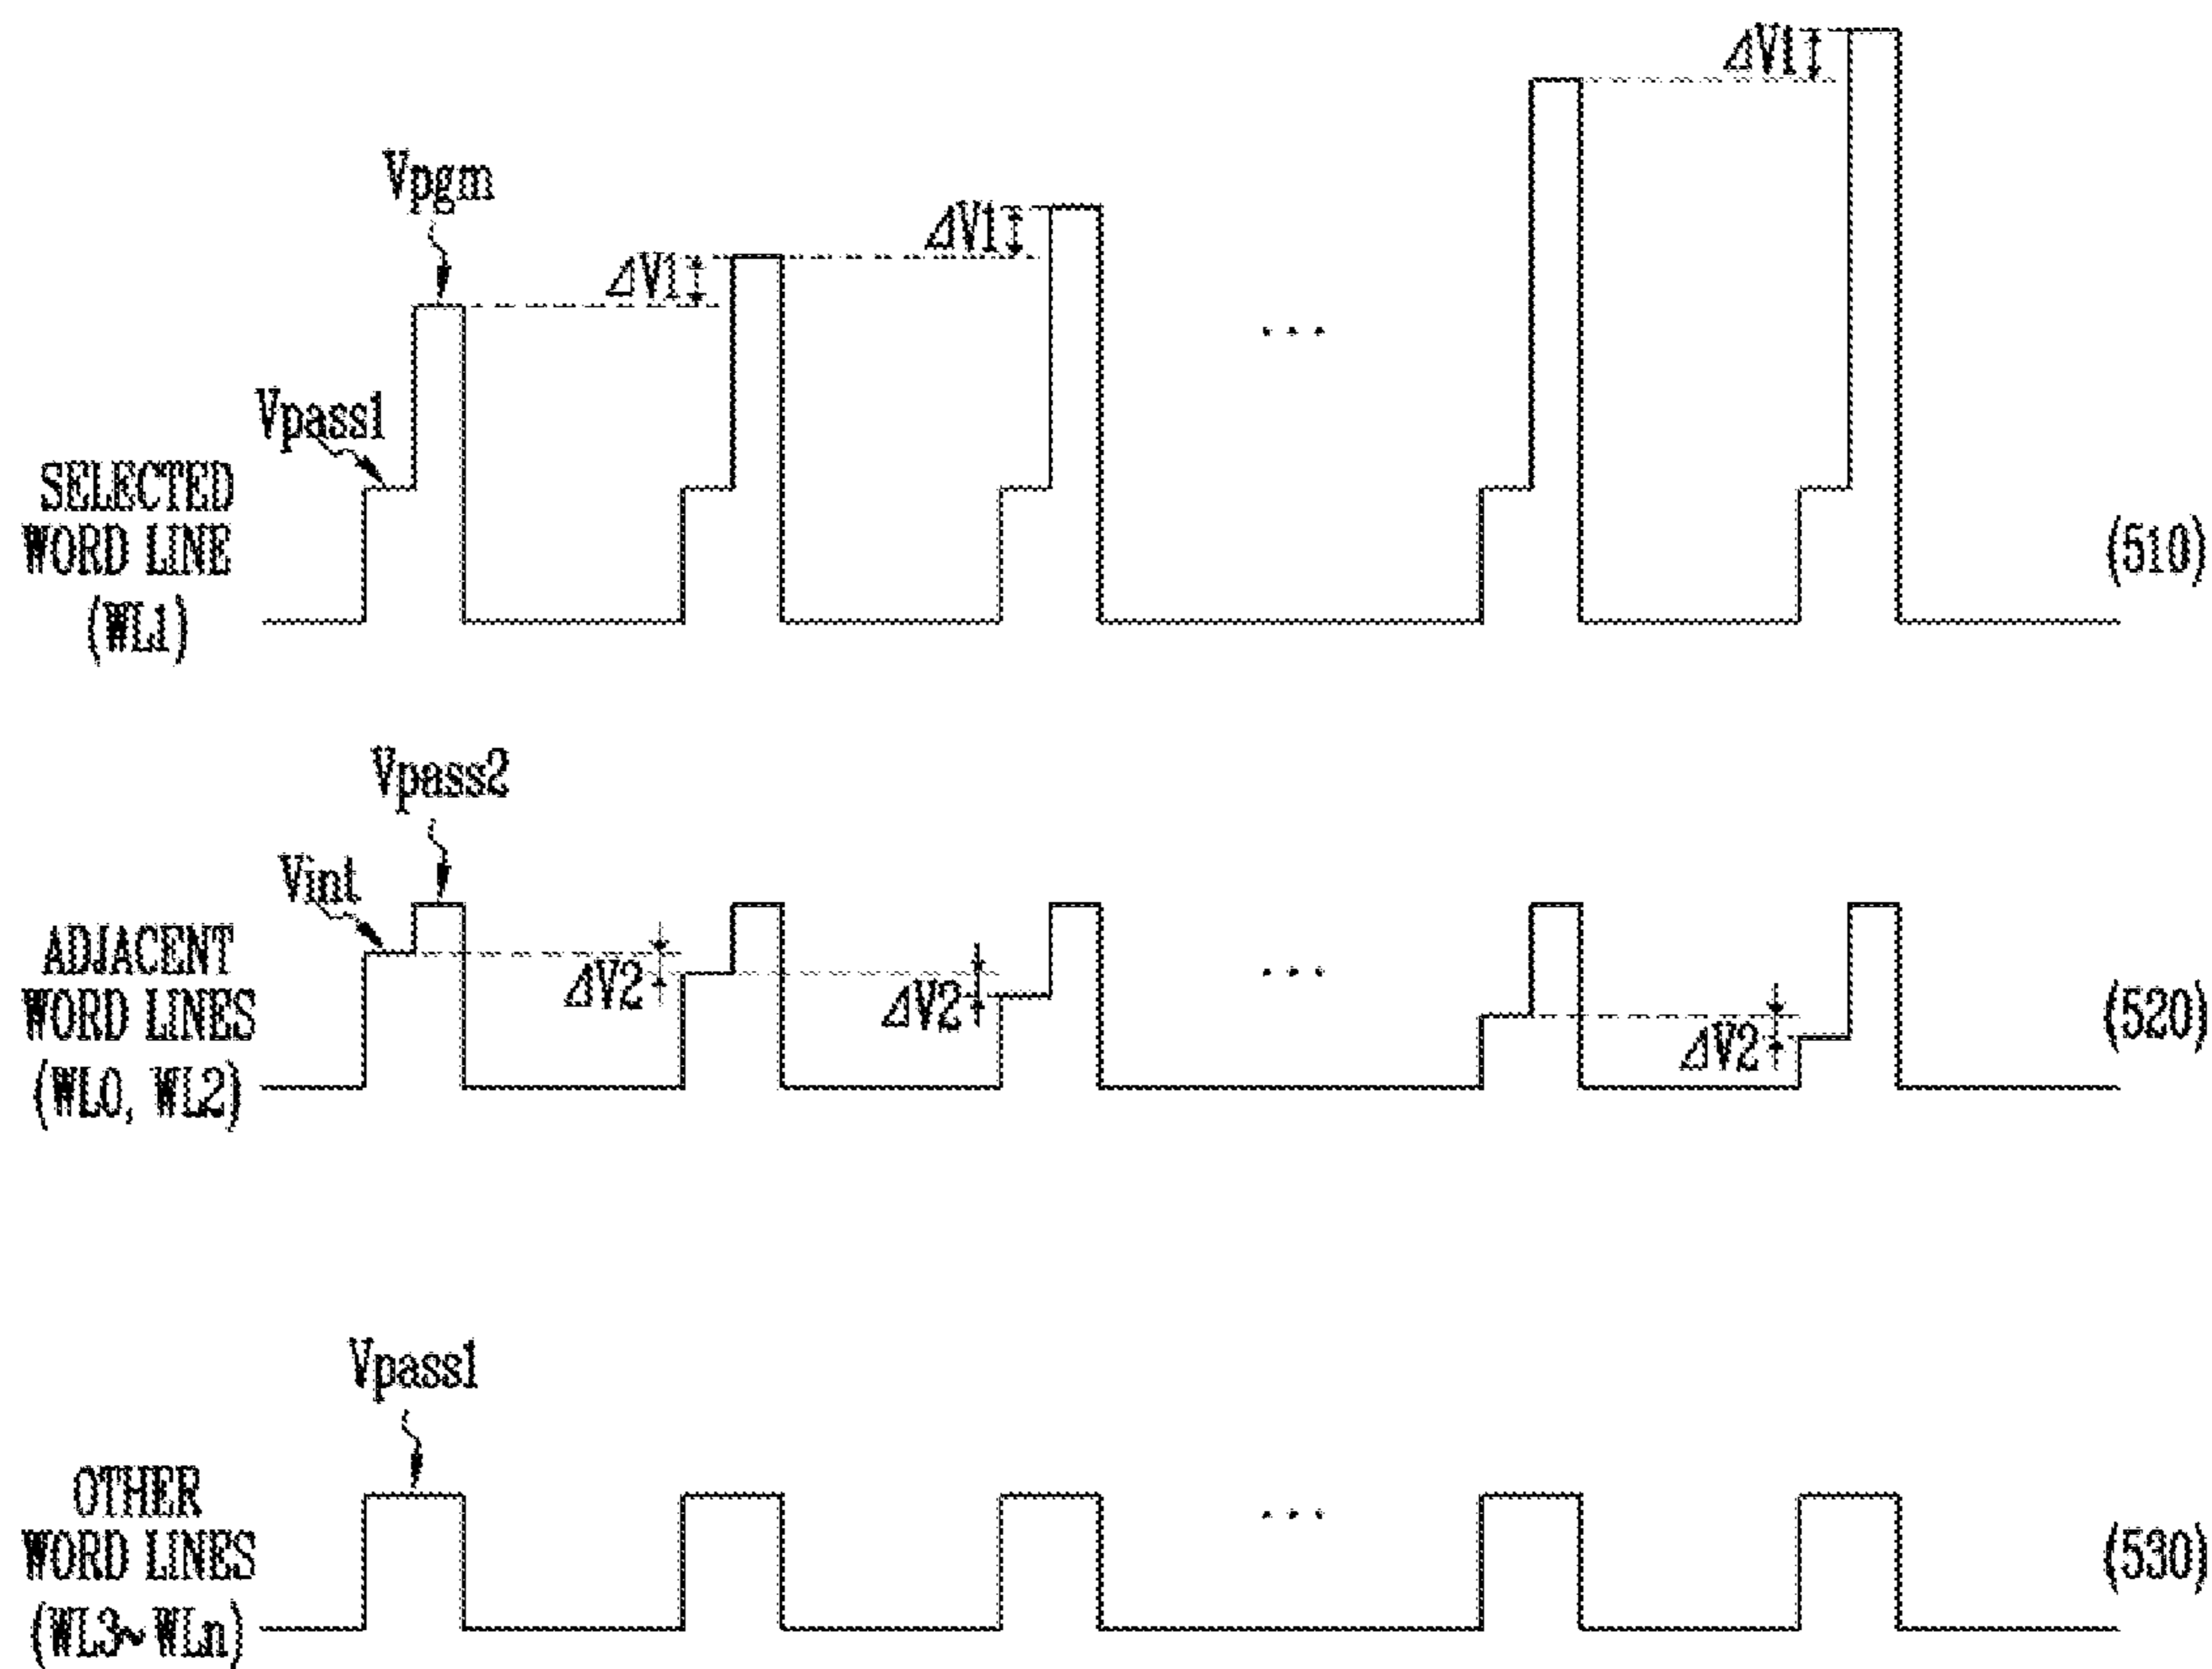 ΔV1
ΔV1
ΔV1
ΔV1
Vpgm
Vpass1
SELECTED
WORD LINE
(WL1)
...
(510)
Vpass2
Vint
ADJACENT
WORD LINES
(WL0, WL2)
ΔV2
ΔV2
...
ΔV2
(520)
Vpass1
OTHER
WORD LINES
(WL3~WLn)
...
(530)